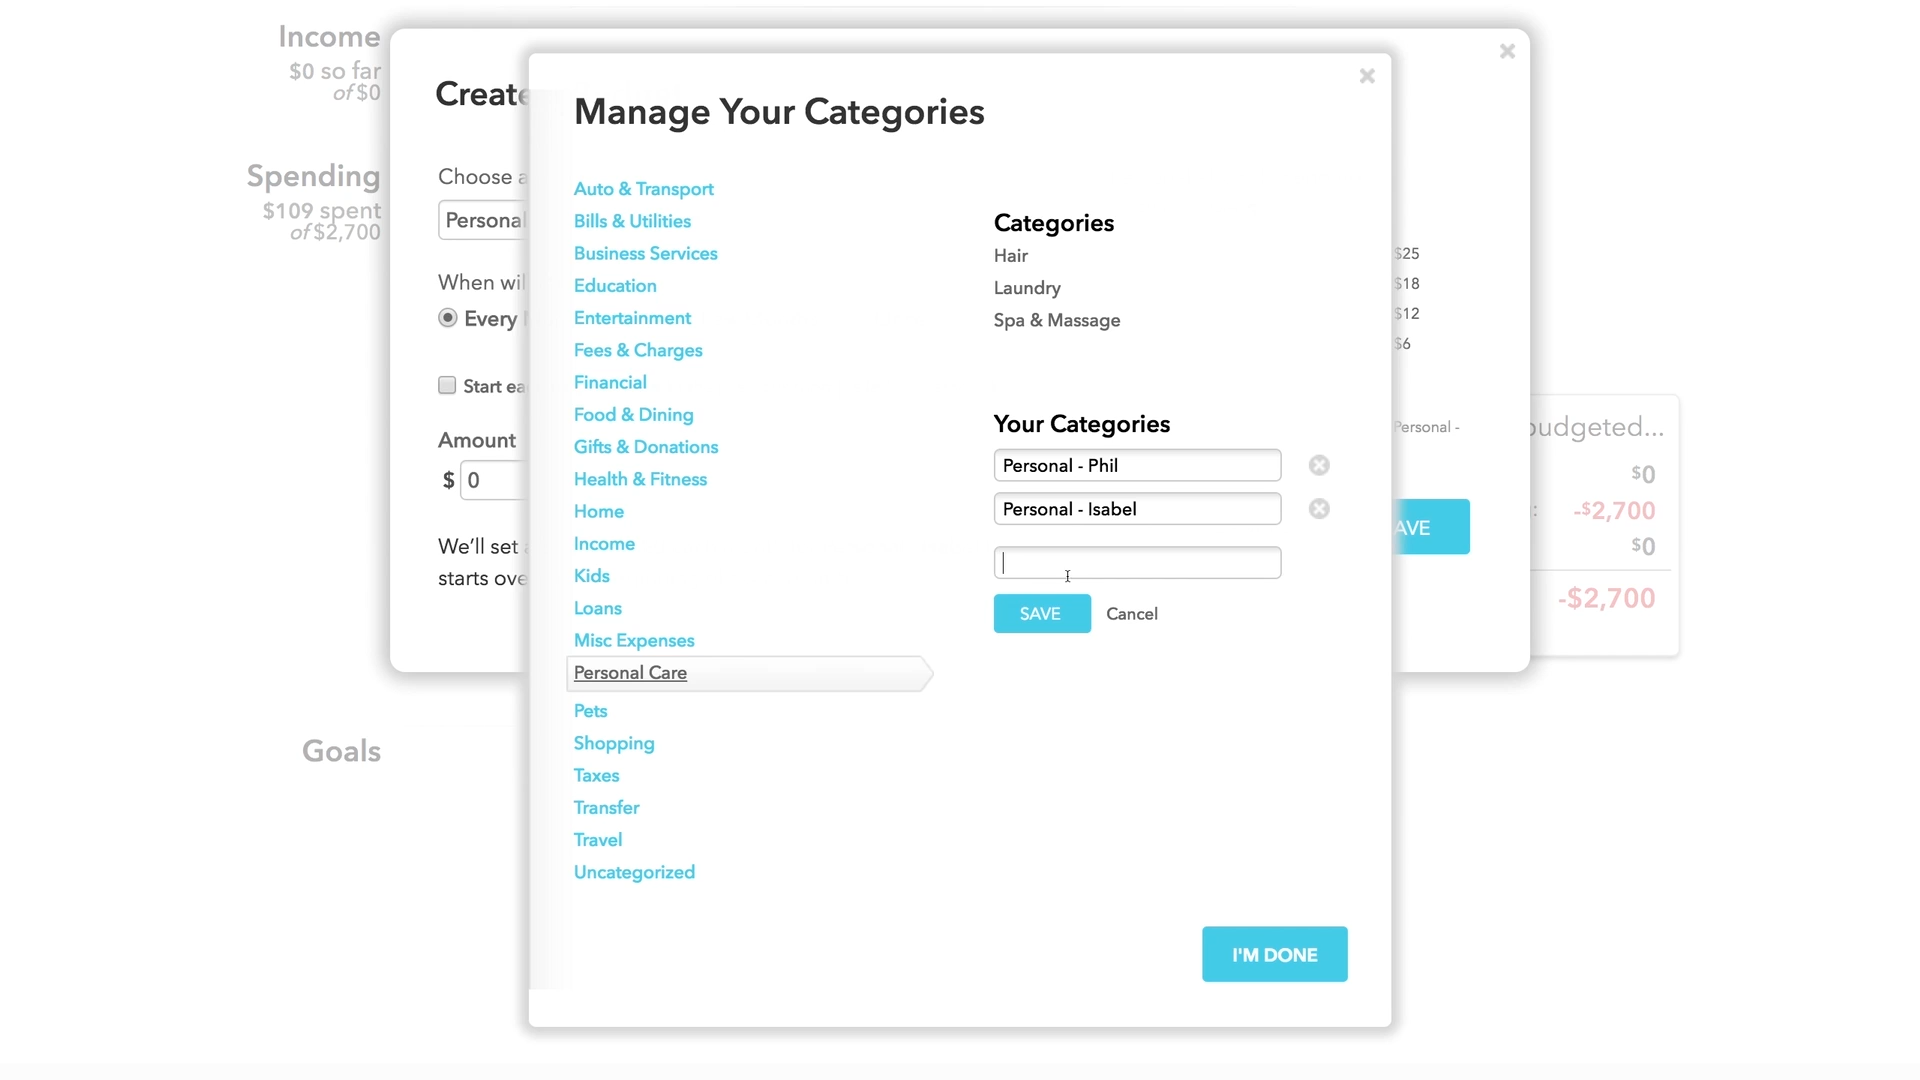 Income
$0 so far
of $0
Spending
$109 spent
of $2,700
Goals
Create
Choose a
Personal
When wil
Every
Start ea
Amount
$ 0
We'll set
starts ove
Manage Your Categories
Auto & Transport
Bills & Utilities
Business Services
Education
Entertainment
Fees & Charges
Financial
Food & Dining
Gifts & Donations
Health & Fitness
Home
Income
Kids
Loans
Misc Expenses
Personal Care
Pets
Shopping
Taxes
Transfer
Travel
Uncategorized
Categories
Hair
Laundry
Spa & Massage
Your Categories
Personal - Phil
Personal - Isabel
SAVE Cancel
I'M DONE
$25
$18
$12
$6
Personal -
AVE
budgeted...
$0
: -$2,700
$0
-$2,700